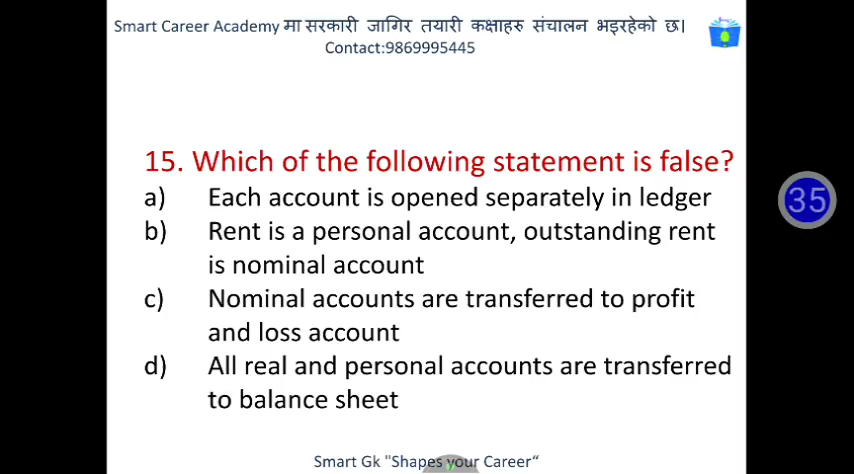 Smart Career Academy मा सरकारी जागिर तयारी कक्षाहरु संचालन भइरहेको छ।
Contact:9869995445
15. Which of the following statement is false?
a) Each account is opened separately in ledger
b) Rent is a personal account, outstanding rent
is nominal account
c) Nominal accounts are transferred to profit
and loss account
d) All real and personal accounts are transferred
to balance sheet
35
Smart Gk "Shapes your Career“